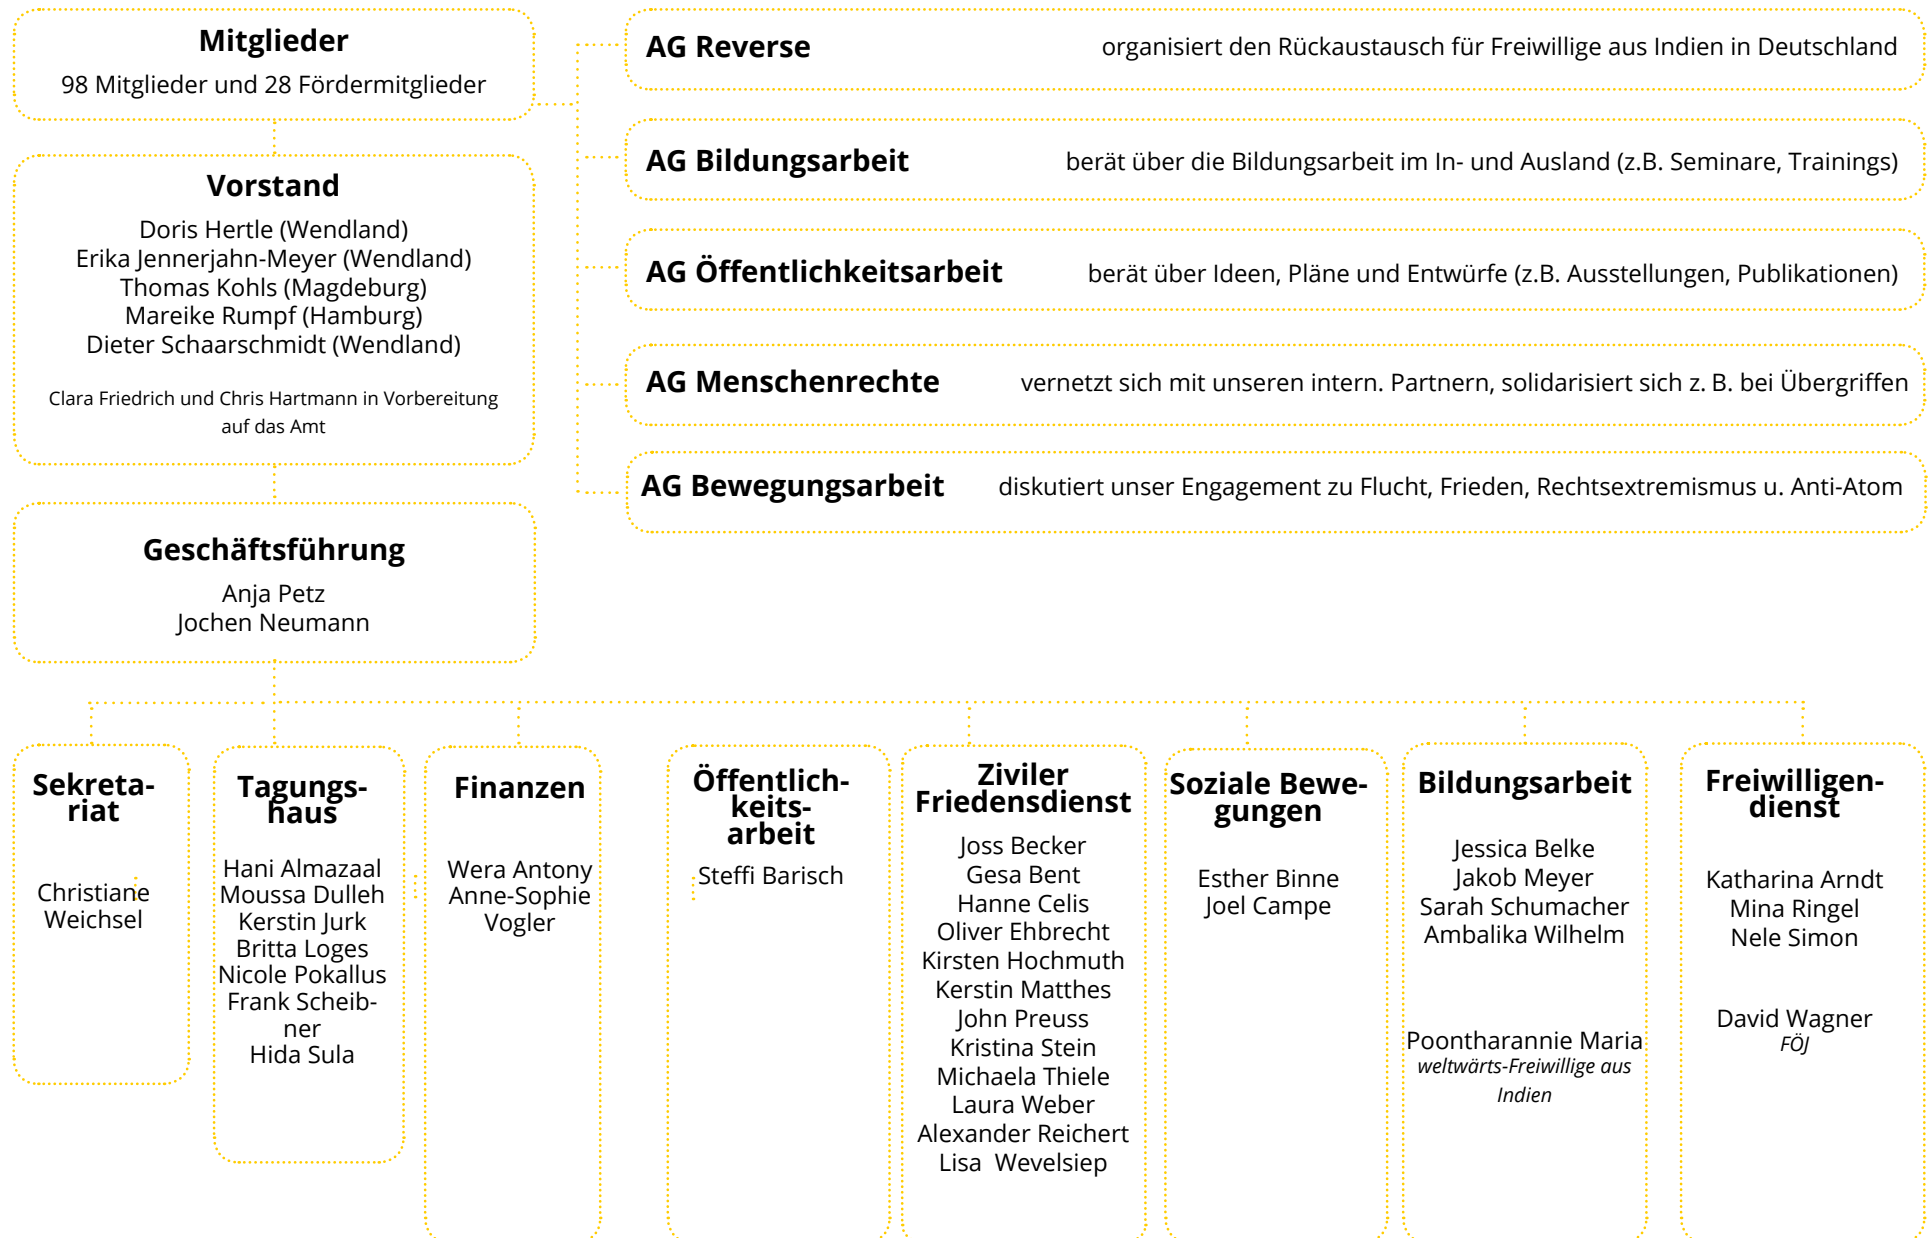 Mitglieder
98 Mitglieder und 28 Fördermitglieder
Vorstand
Doris Hertle (Wendland)
Erika Jennerjahn-Meyer (Wendland)
Thomas Kohls (Magdeburg)
Mareike Rumpf (Hamburg)
Dieter Schaarschmidt (Wendland)
Clara Friedrich und Chris Hartmann in Vorbereitung
auf das Amt
Geschäftsführung
Anja Petz
Jochen Neumann
AG Reverse organisiert den Rückaustausch für Freiwillige aus Indien in Deutschland
AG Bildungsarbeit berät über die Bildungsarbeit im In- und Ausland (z.B. Seminare, Trainings)
AG Öffentlichkeitsarbeit berät über Ideen, Pläne und Entwürfe (z.B. Ausstellungen, Publikationen)
AG Menschenrechte vernetzt sich mit unseren intern. Partnern, solidarisiert sich z. B. bei Übergriffen
AG Bewegungsarbeit diskutiert unser Engagement zu Flucht, Frieden, Rechtsextremismus u. Anti-Atom
Sekreta-
riat
Christiane
Weichsel
Tagungs-
haus
Hani Almazaal
Moussa Dulleh
Kerstin Jurk
Britta Loges
Nicole Pokallus
Frank Scheib-
ner
Hida Sula
Finanzen
Wera Antony
Anne-Sophie
Vogler
Öffentlich-
keits-
arbeit
Steffi Barisch
Ziviler
Friedensdienst
Joss Becker
Gesa Bent
Hanne Celis
Oliver Ehbrecht
Kirsten Hochmuth
Kerstin Matthes
John Preuss
Kristina Stein
Michaela Thiele
Laura Weber
Alexander Reichert
Lisa Wevelsiep
Soziale Bewe-
gungen
Esther Binne
Joel Campe
Bildungsarbeit
Jessica Belke
Jakob Meyer
Sarah Schumacher
Ambalika Wilhelm
Poontharannie Maria
weltwärts-Freiwillige aus
Indien
Freiwilligen-
dienst
Katharina Arndt
Mina Ringel
Nele Simon
David Wagner
FÖJ